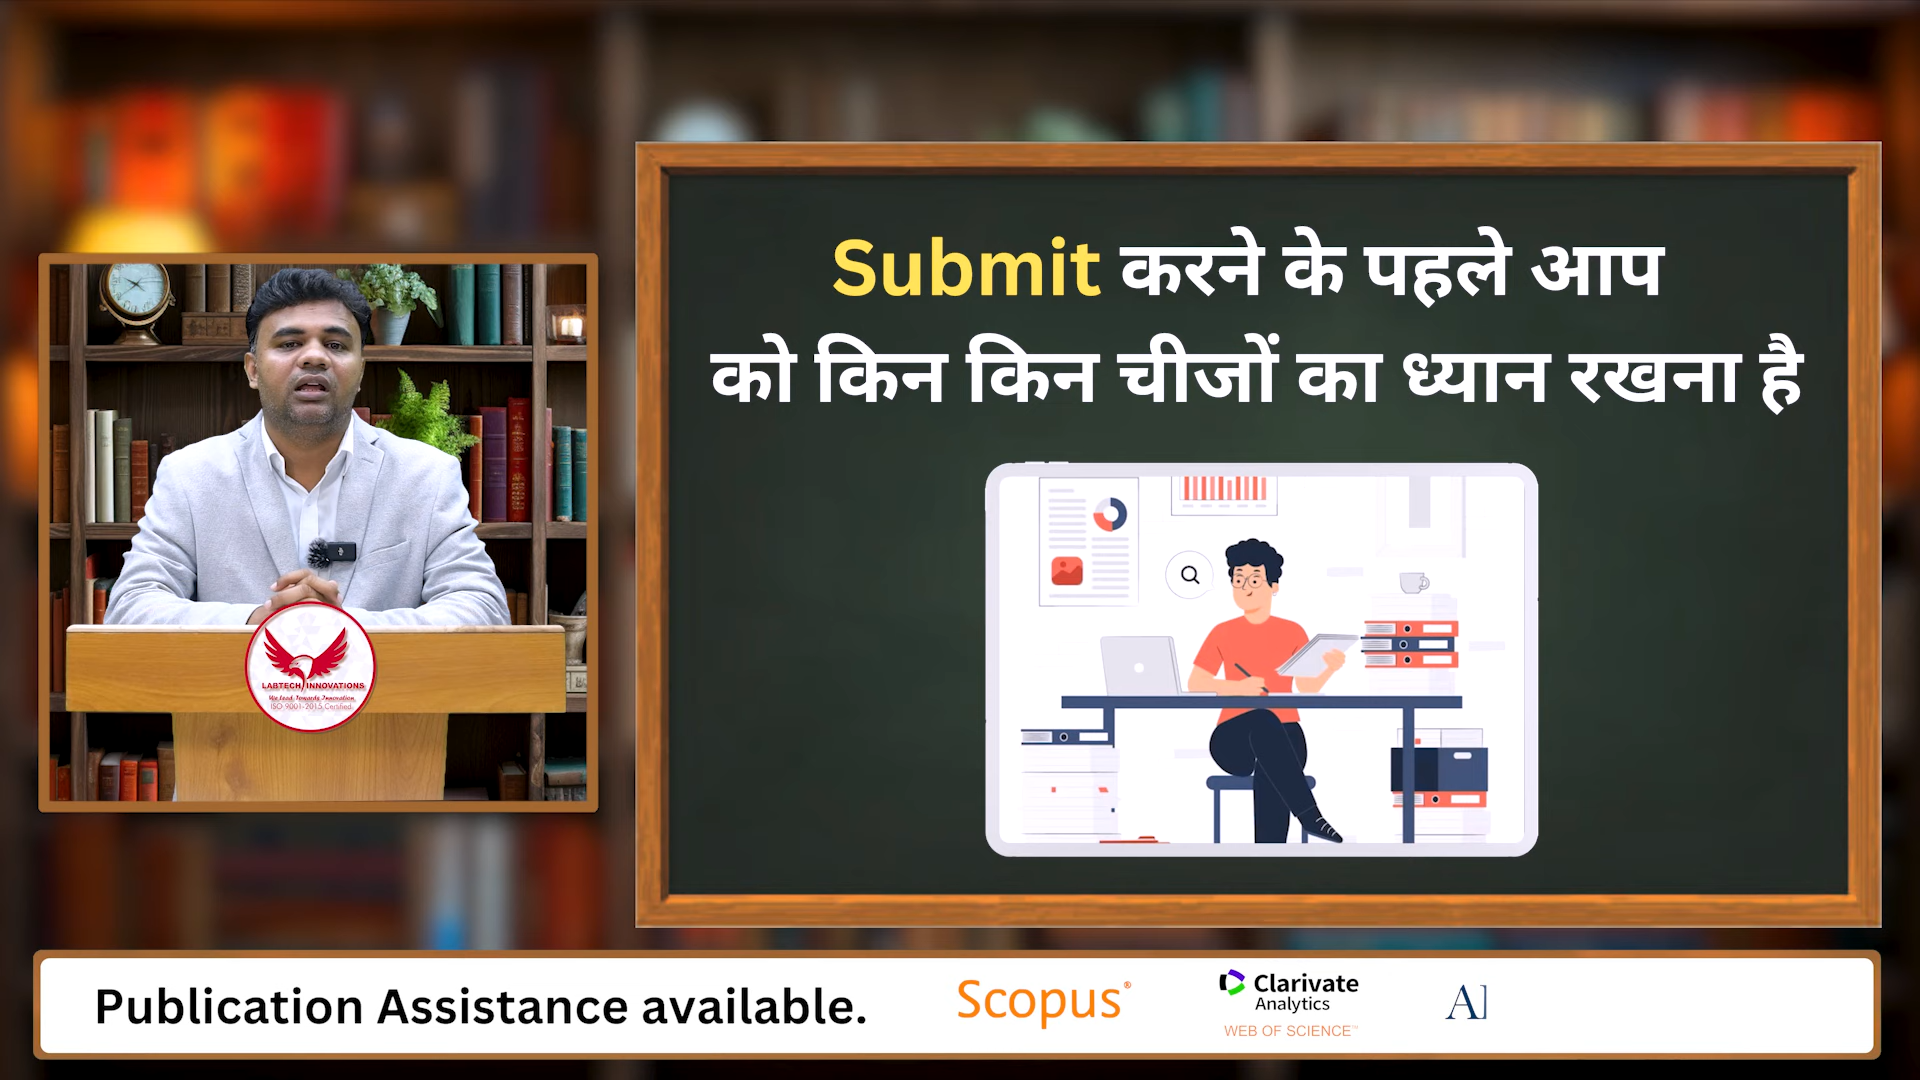 Submit करने के पहले आप
को किन किन चीजों का ध्यान रखना है
LABTECH INNOVATIONS
We Lead Towards Innovation
ISO 9001-2015 Certified
Publication Assistance available.
Scopus®
Clarivate
Analytics
WEB OF SCIENCE™